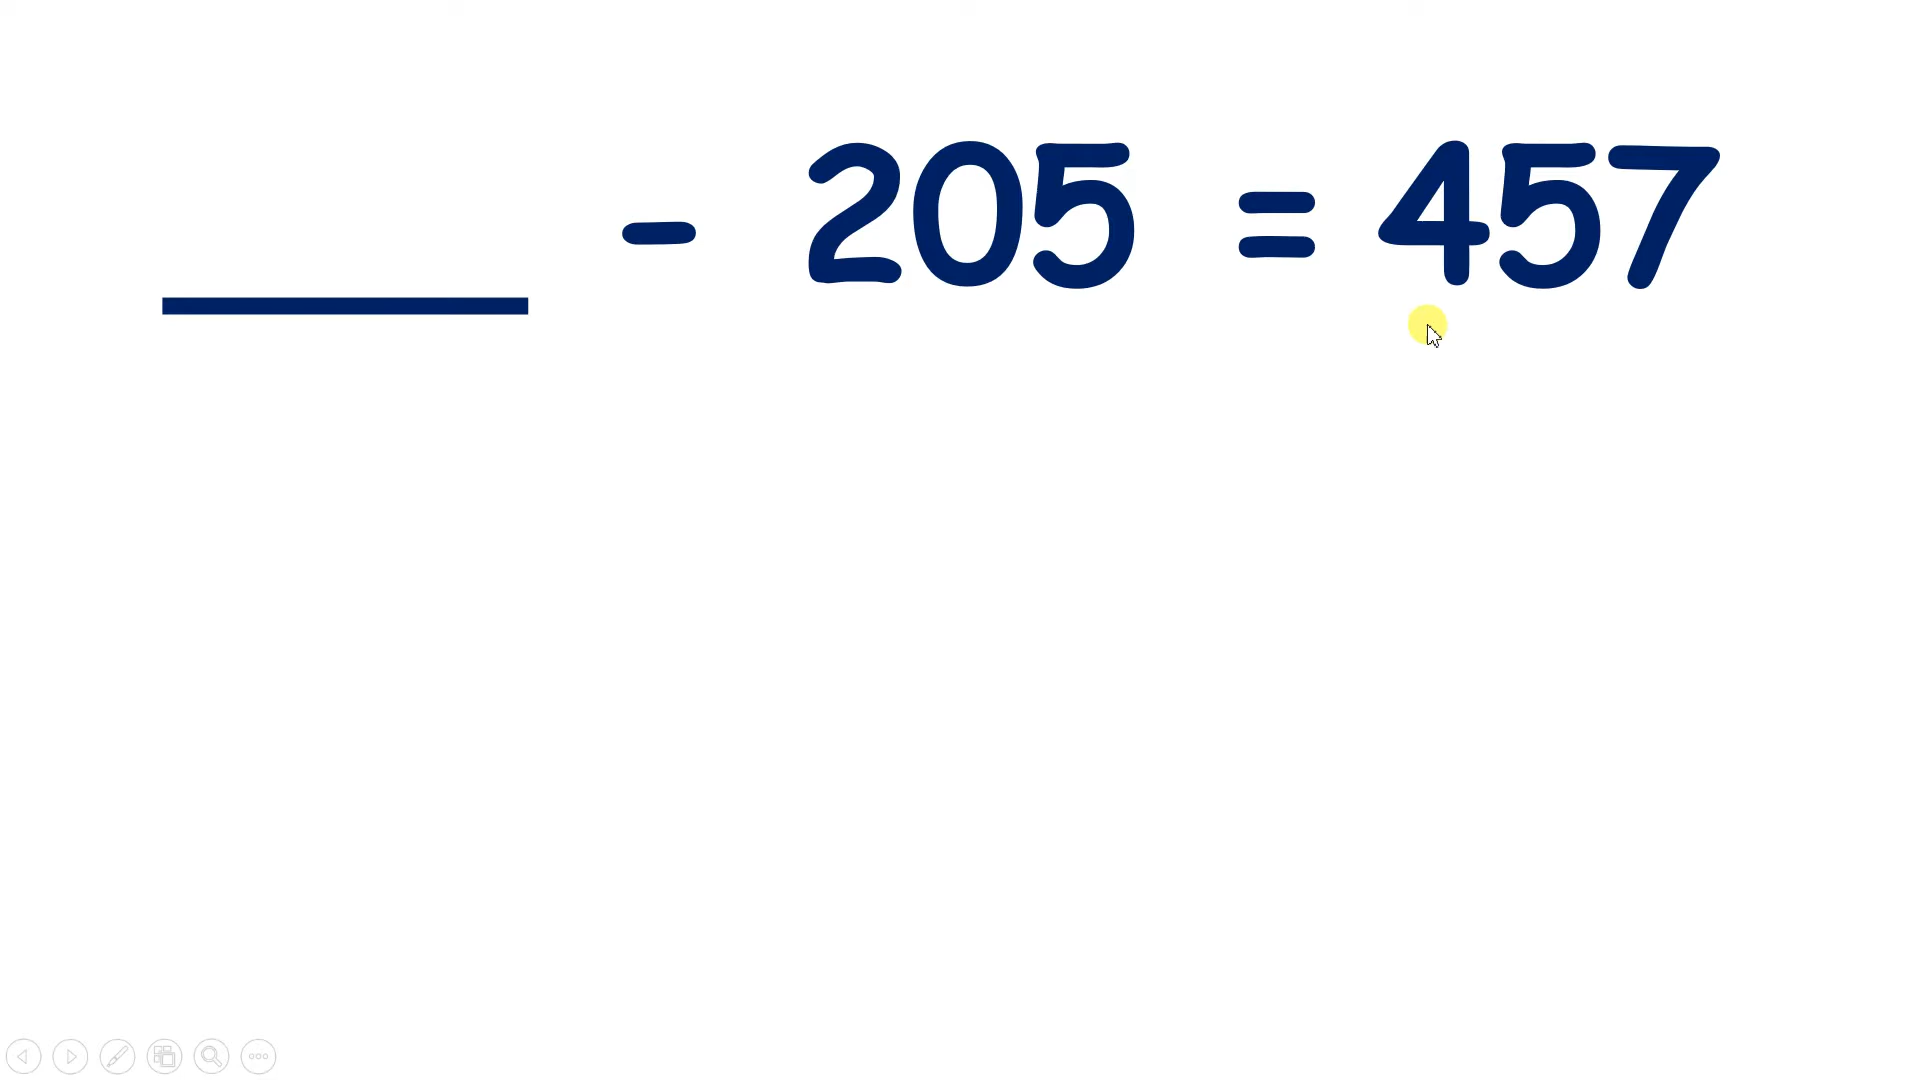 ____ - 205 = 457